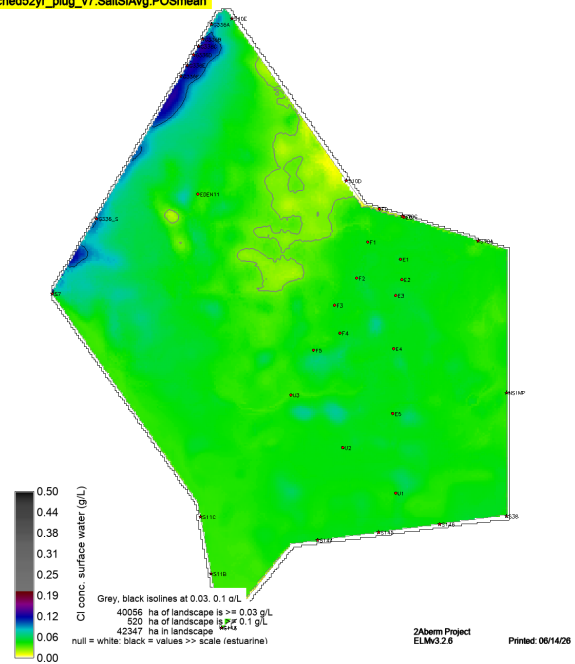 ched52yr_plug_v7.SaltSfAvg.POSmean
S10E
S10D
EDEN11
S7
F1
E1
F2
E2
E3
F3
F4
F5
E4
U3
NSIMP
E5
U2
U1
S11C
S38
S145
S11B
0.50
0.44
0.38
0.31
0.25
0.19
0.12
0.06
0.00
Cl conc. surface water (g/L)
Grey, black isolines at 0.03, 0.1 g/L
40056 ha of landscape is >= 0.03 g/L
520 ha of landscape is >= 0.1 g/L
42347 ha in landscape
null = white: black = values >> scale (estuarine)
2Aberm Project
ELMv3.2.6
Printed: 06/14/26